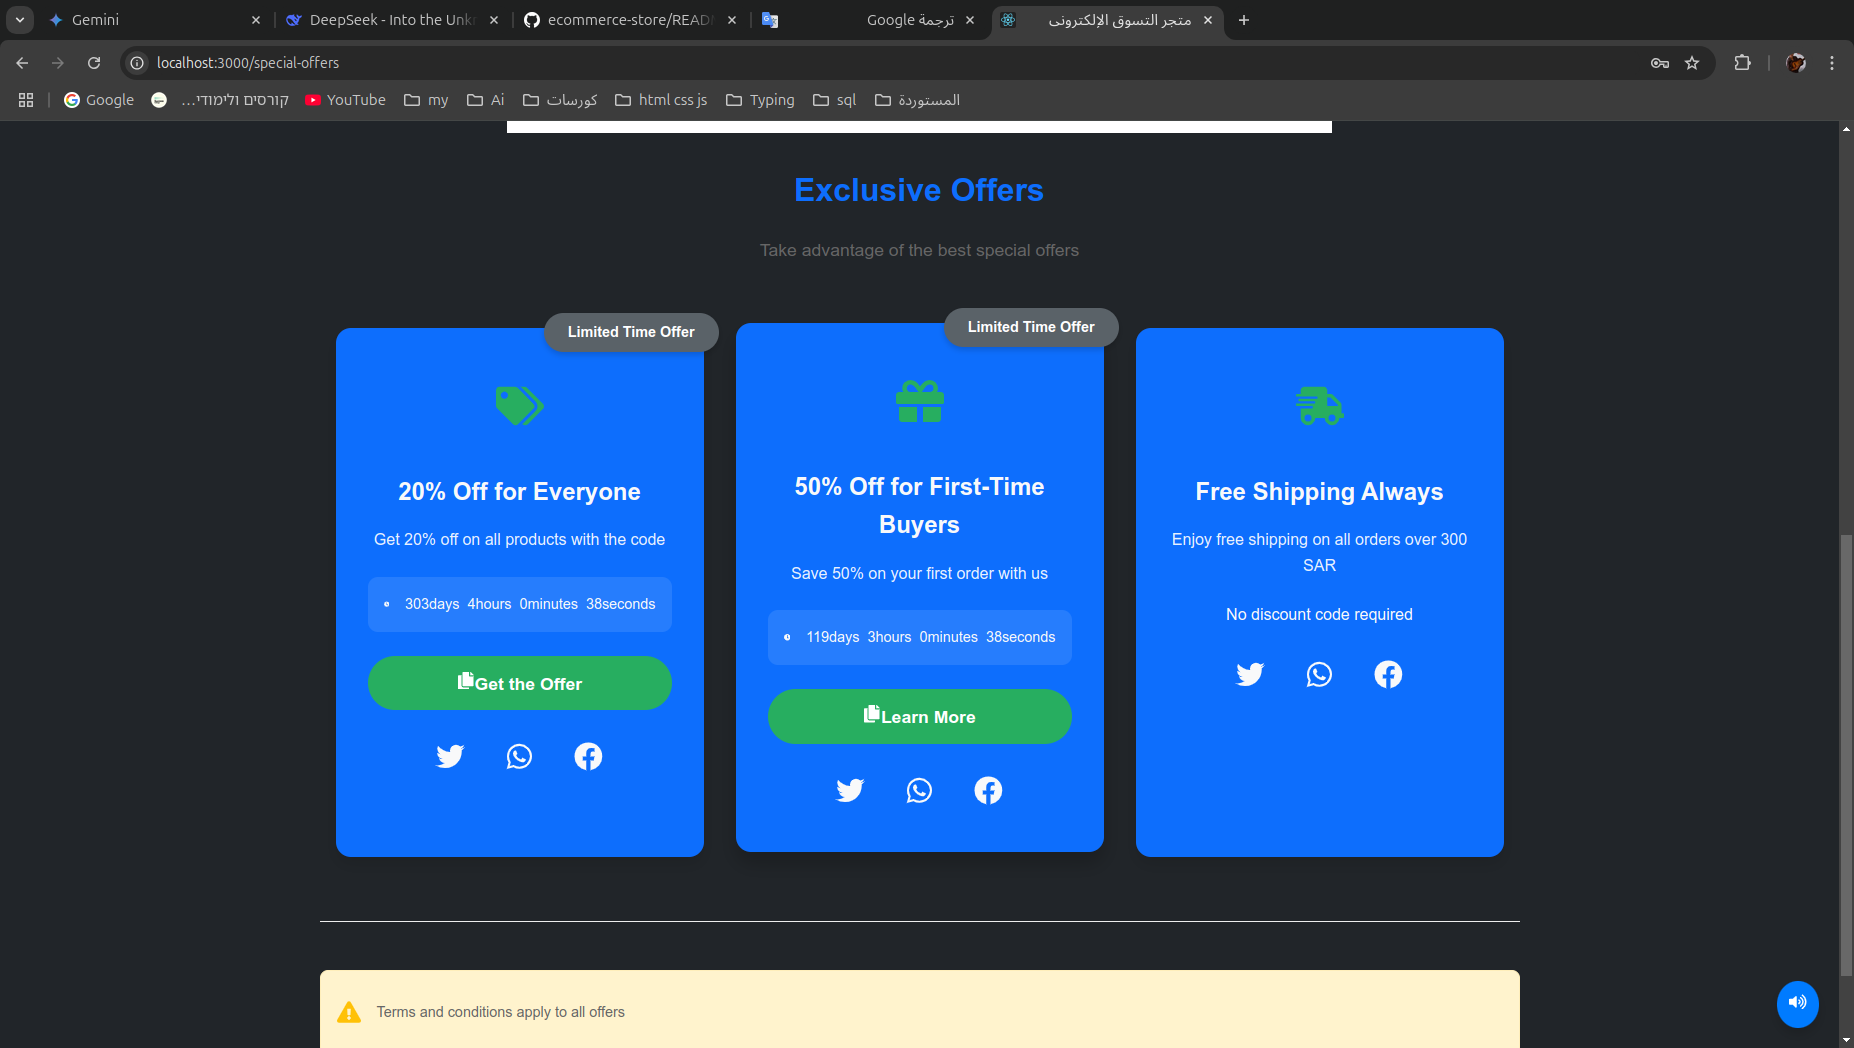 Gemini
DeepSeek - Into the Unkn
ecommerce-store/READ
ترجمة Google
متجر التسوق الإلكتروني
localhost:3000/special-offers
Google
קורסים ולימודי...
YouTube
my
Ai
كورسات
html css js
Typing
sql
المستوردة
Exclusive Offers
Take advantage of the best special offers
Limited Time Offer
20% Off for Everyone
Get 20% off on all products with the code
303days 4hours 0minutes 38seconds
Get the Offer
Limited Time Offer
50% Off for First-Time
Buyers
Save 50% on your first order with us
119days 3hours 0minutes 38seconds
Learn More
Free Shipping Always
Enjoy free shipping on all orders over 300
SAR
No discount code required
Terms and conditions apply to all offers